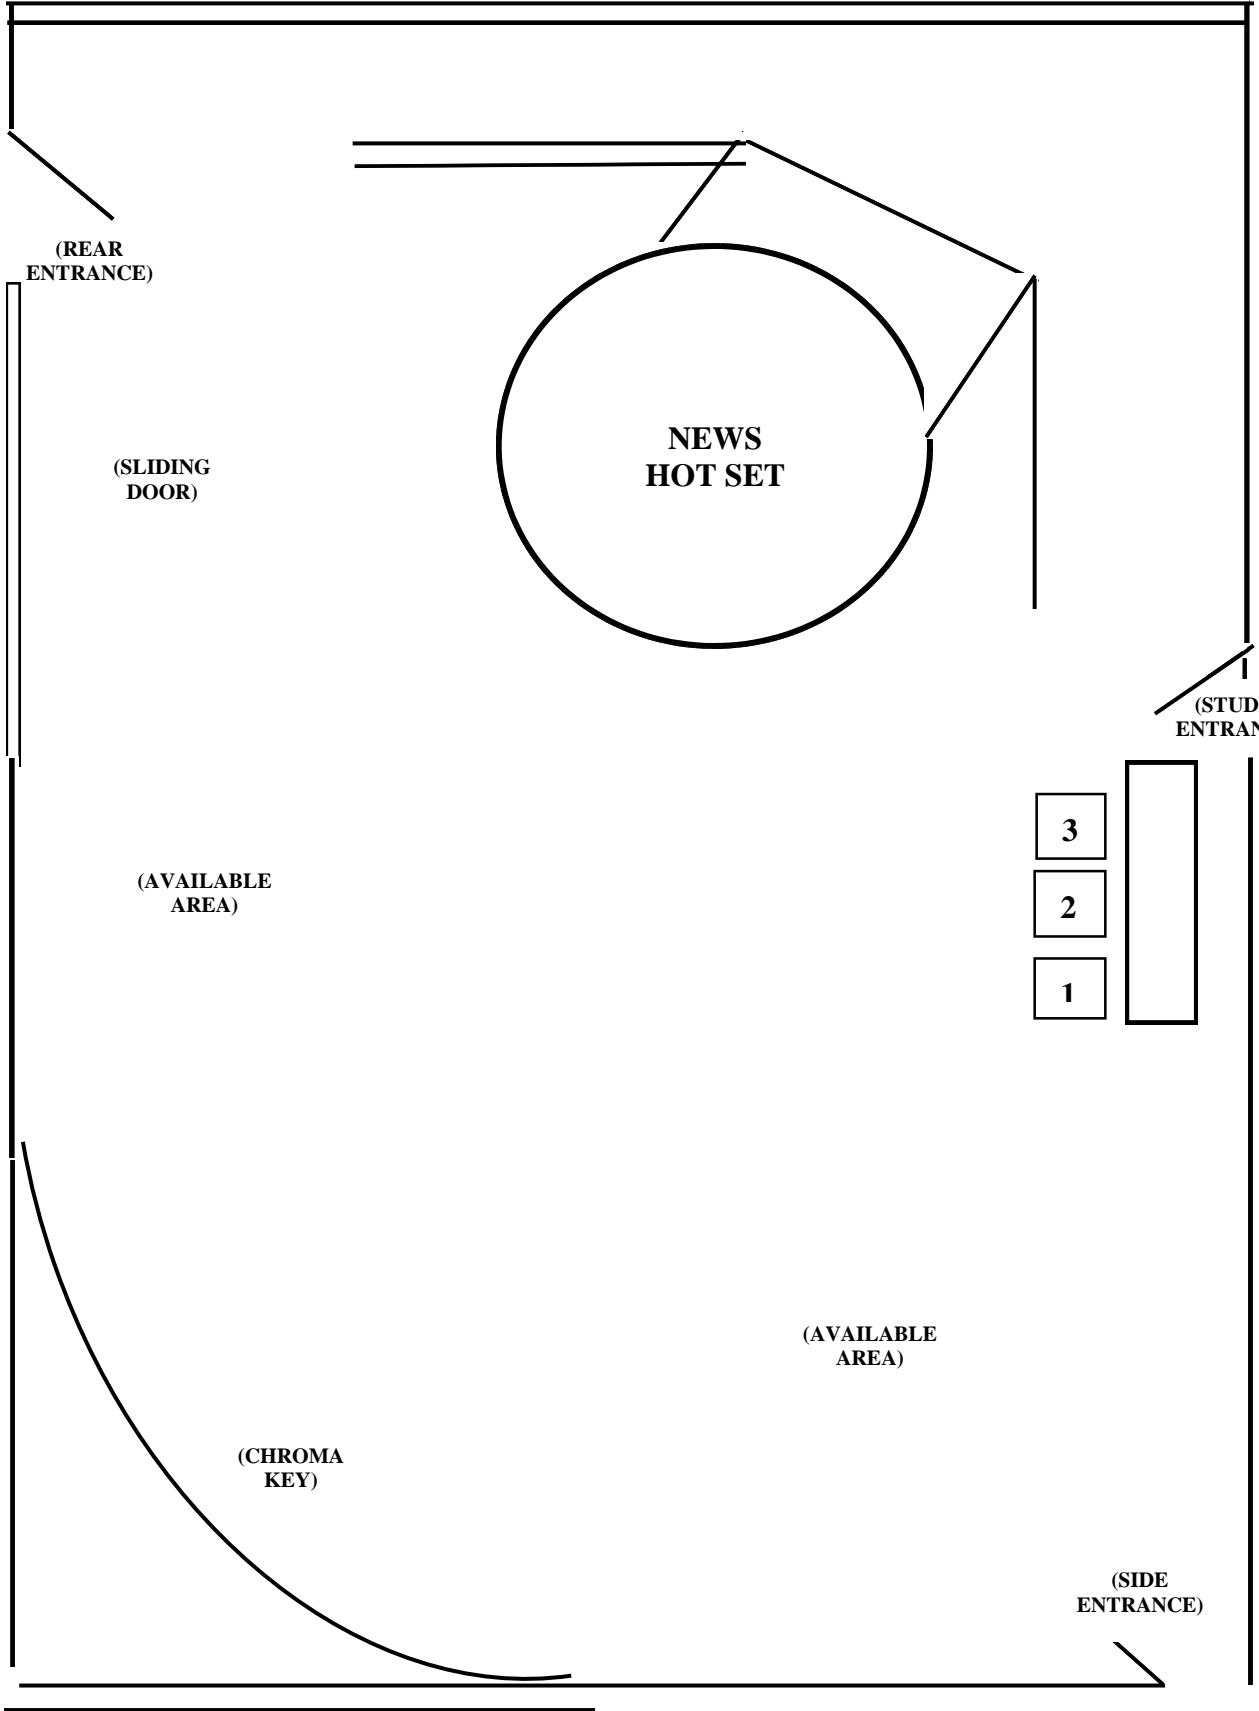 (REAR
ENTRANCE)
(SLIDING
DOOR)
NEWS
HOT SET
(STUD
ENTRAN
3
2
1
(AVAILABLE
AREA)
(AVAILABLE
AREA)
(CHROMA
KEY)
(SIDE
ENTRANCE)